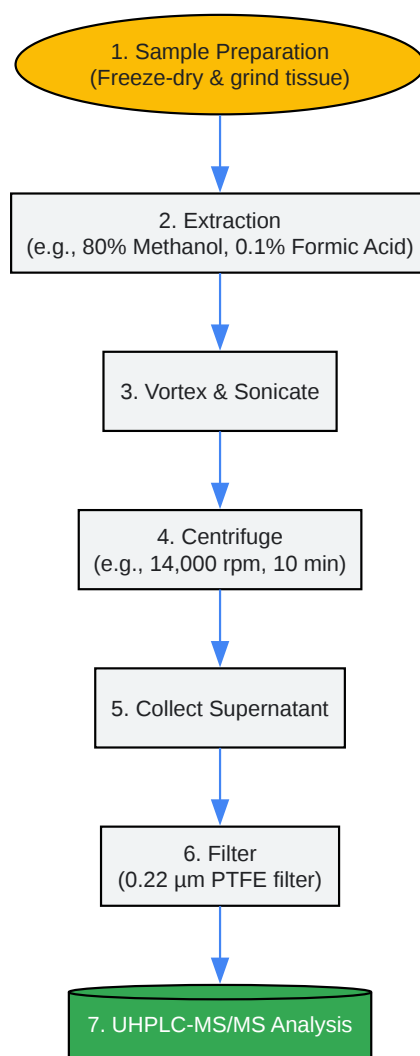 1. Sample Preparation
(Freeze-dry & grind tissue)
2. Extraction
(e.g., 80% Methanol, 0.1% Formic Acid)
3. Vortex & Sonicate
4. Centrifuge
(e.g., 14,000 rpm, 10 min)
5. Collect Supernatant
6. Filter
(0.22 µm PTFE filter)
7. UHPLC-MS/MS Analysis